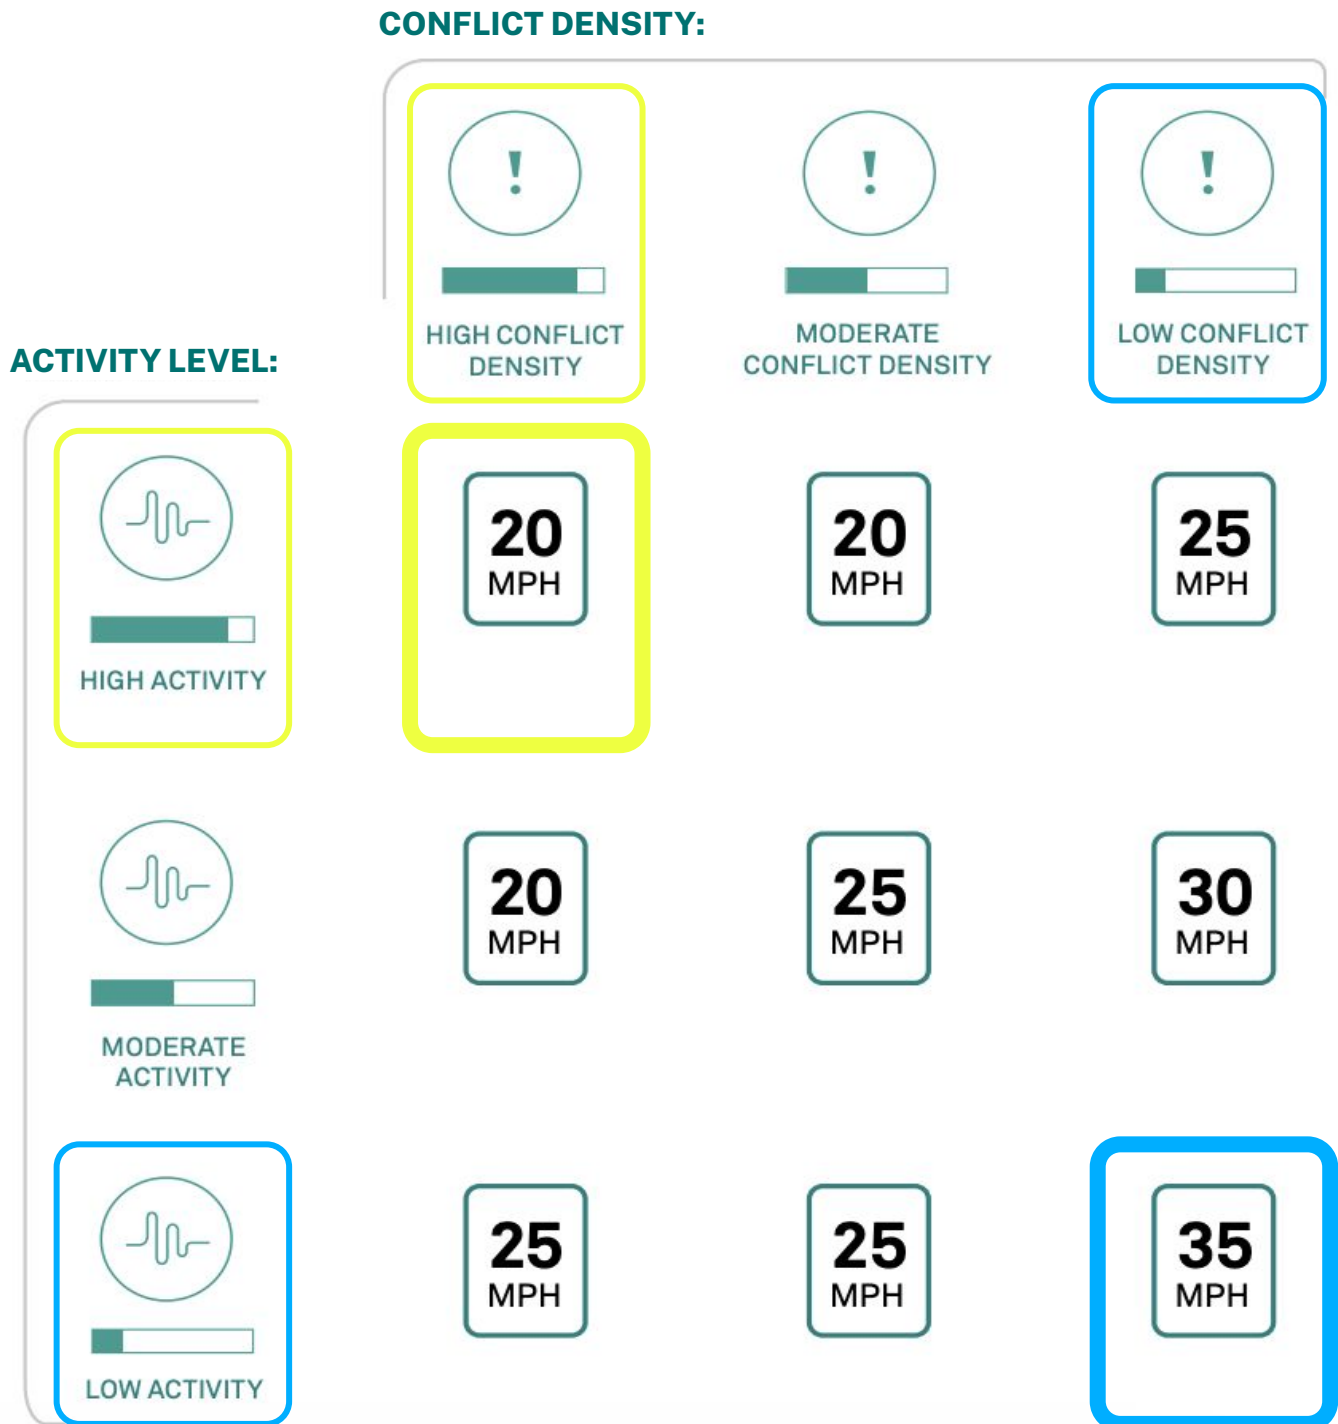 CONFLICT DENSITY:
!
!
!
HIGH CONFLICT
DENSITY
MODERATE
CONFLICT DENSITY
LOW CONFLICT
DENSITY
ACTIVITY LEVEL:
HIGH ACTIVITY
20
MPH
20
MPH
25
MPH
MODERATE
ACTIVITY
20
MPH
25
MPH
30
MPH
LOW ACTIVITY
25
MPH
25
MPH
35
MPH